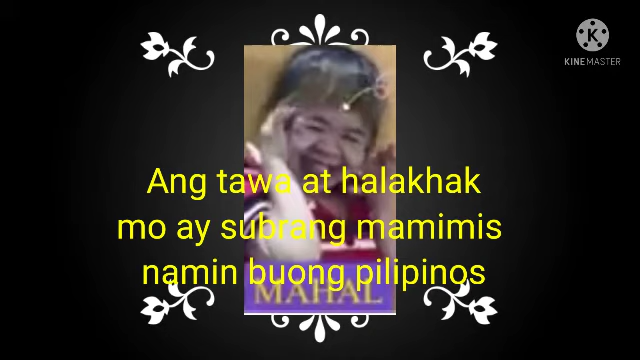 KINEMASTER
Ang tawa at halakhak
mo ay subrang mamimis
namin buong pilipinos
MAHAL